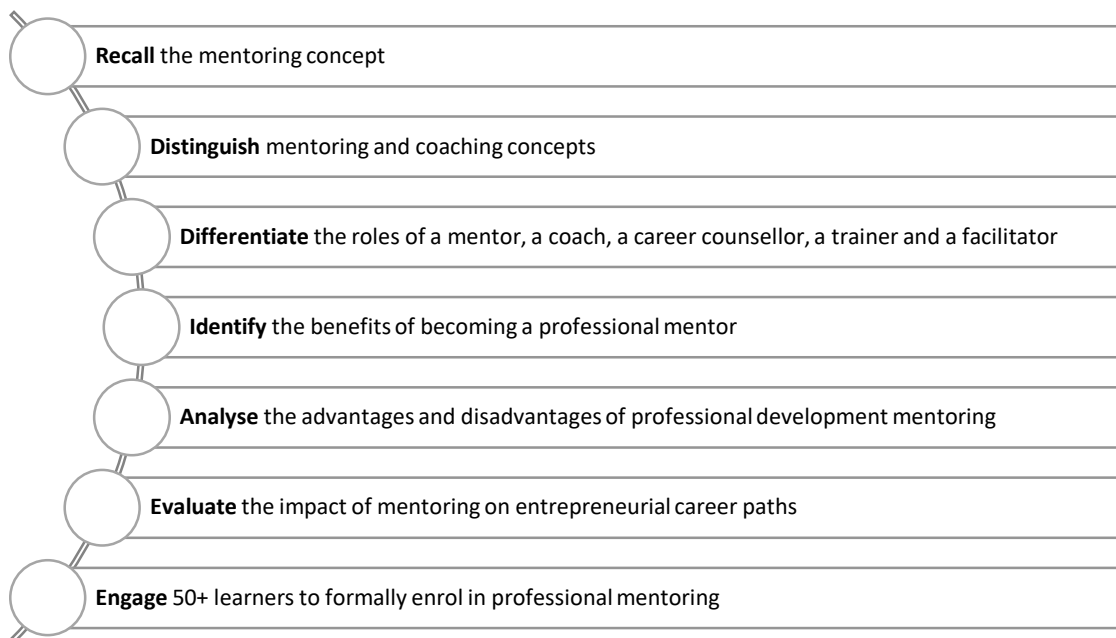 Recall the mentoring concept
Distinguish mentoring and coaching concepts
Differentiate the roles of a mentor, a coach, a career counsellor, a trainer and a facilitator
Identify the benefits of becoming a professional mentor
Analyse the advantages and disadvantages of professional development mentoring
Evaluate the impact of mentoring on entrepreneurial career paths
Engage 50+ learners to formally enrol in professional mentoring